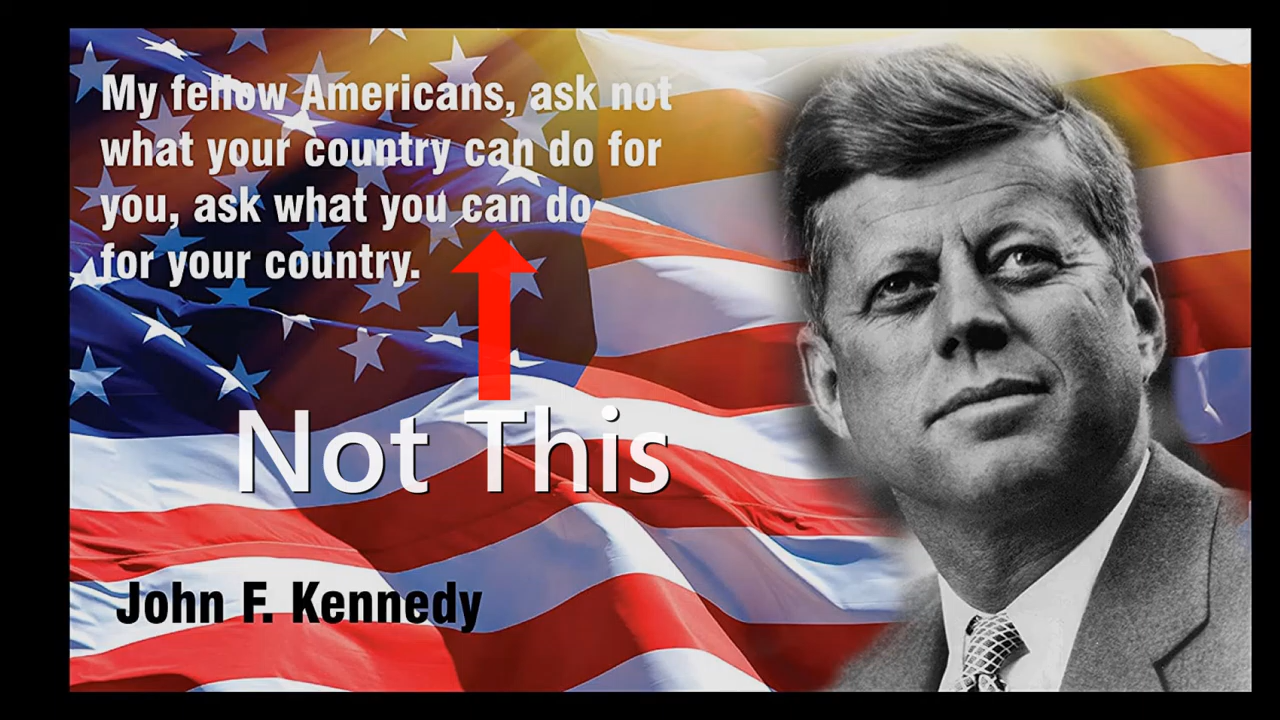 My fellow Americans, ask not
what your country can do for
you, ask what you can do
for your country.
Not This
John F. Kennedy